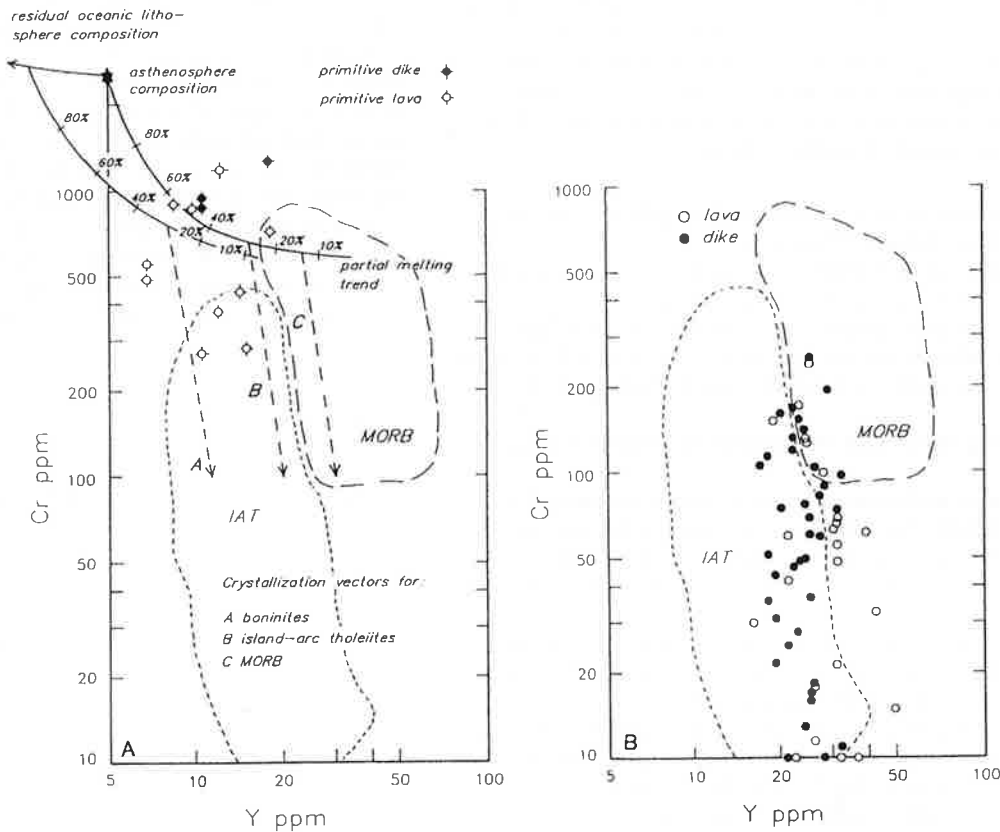 residual oceanic litho-
sphere composition
asthenosphere
composition
primitive dike
primitive lava
80%
80%
60%
60%
40%
40%
20%
10%
20%
10%
partial melting
trend
1000
500
200
100
50
20
10
Cr ppm
A
B
C
MORB
IAT
Crystallization vectors for:
A boninites
B island-arc tholeiites
C MORB
A
5
10
20
50
100
Y ppm
1000
500
200
100
50
20
10
Cr ppm
lava
dike
MORB
IAT
B
5
10
20
50
100
Y ppm